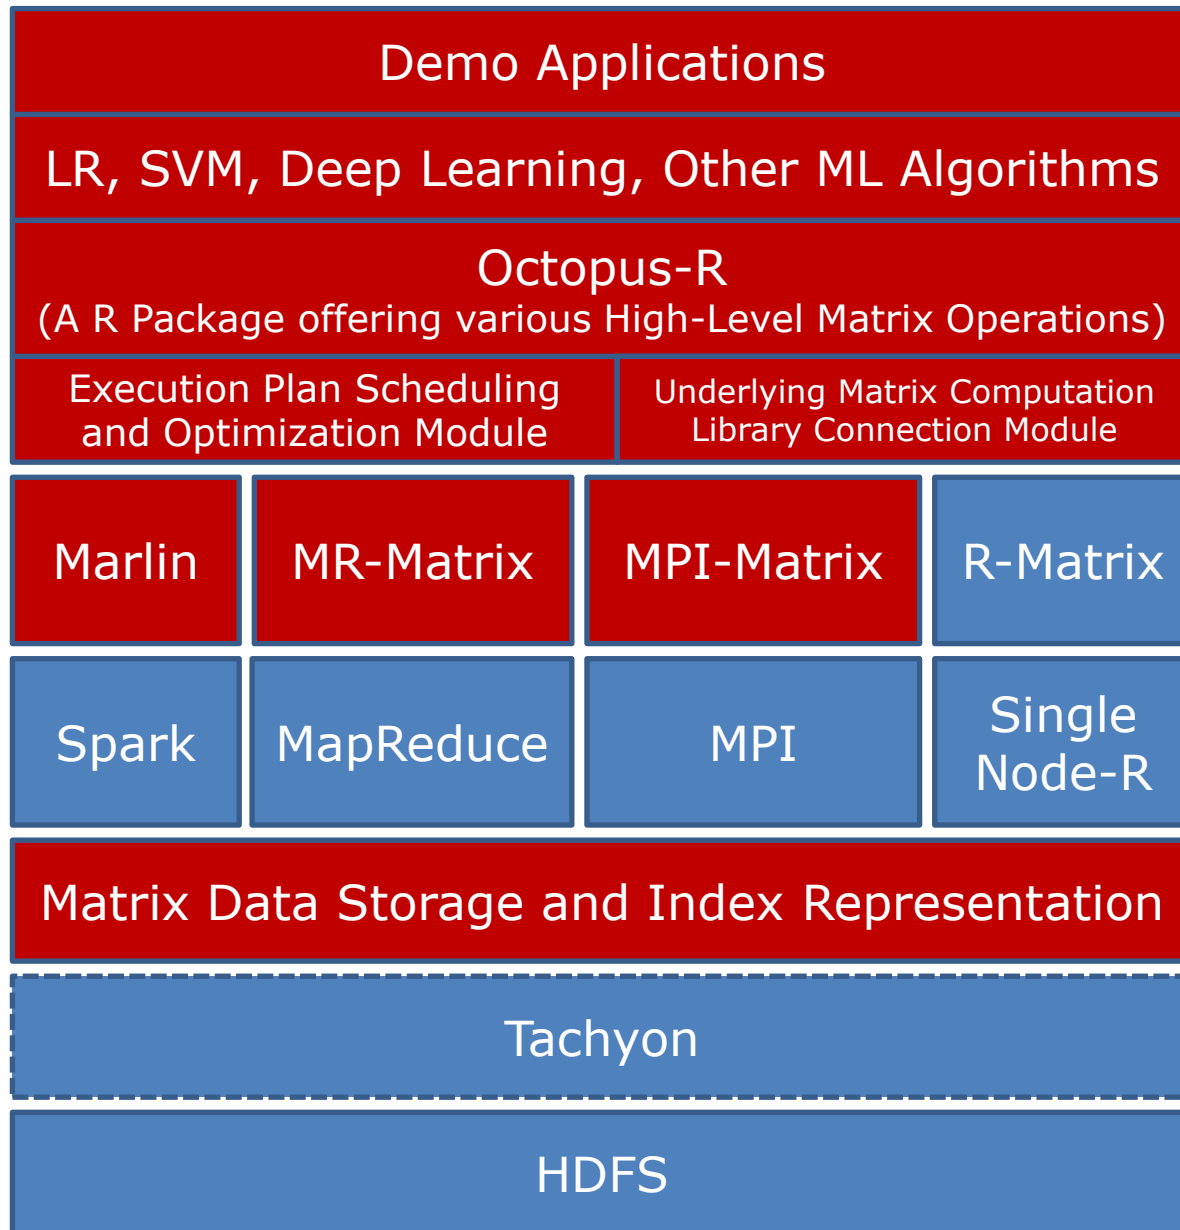 Demo Applications
LR, SVM, Deep Learning, Other ML Algorithms
Octopus-R
(A R Package offering various High-Level Matrix Operations)
Execution Plan Scheduling
and Optimization Module
Underlying Matrix Computation
Library Connection Module
Marlin
MR-Matrix
MPI-Matrix
R-Matrix
Spark
MapReduce
MPI
Single
Node-R
Matrix Data Storage and Index Representation
Tachyon
HDFS